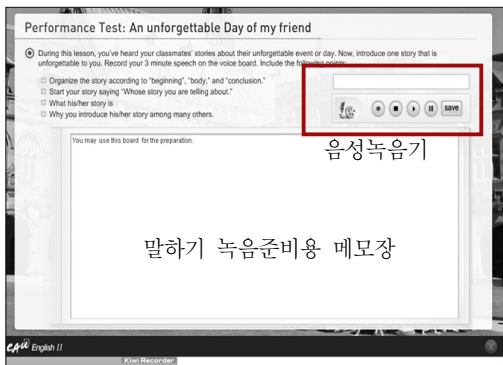 Performance Test: An unforgettable Day of my friend
During this lesson, you've heard your classmates' stories about their unforgettable event or day. Now, introduce one story that is
unforgettable to you. Record your 3 minute speech on the voice board. Include the following points:
Organize the story according to "beginning", "body," and "conclusion."
Start your story saying "Whose story you are telling about."
What his/her story is
Why you introduce his/her story among many others.
save
음성녹음기
You may use this board for the preparation.
말하기 녹음준비용 메모장
CAU English II
Kiwi Recorder